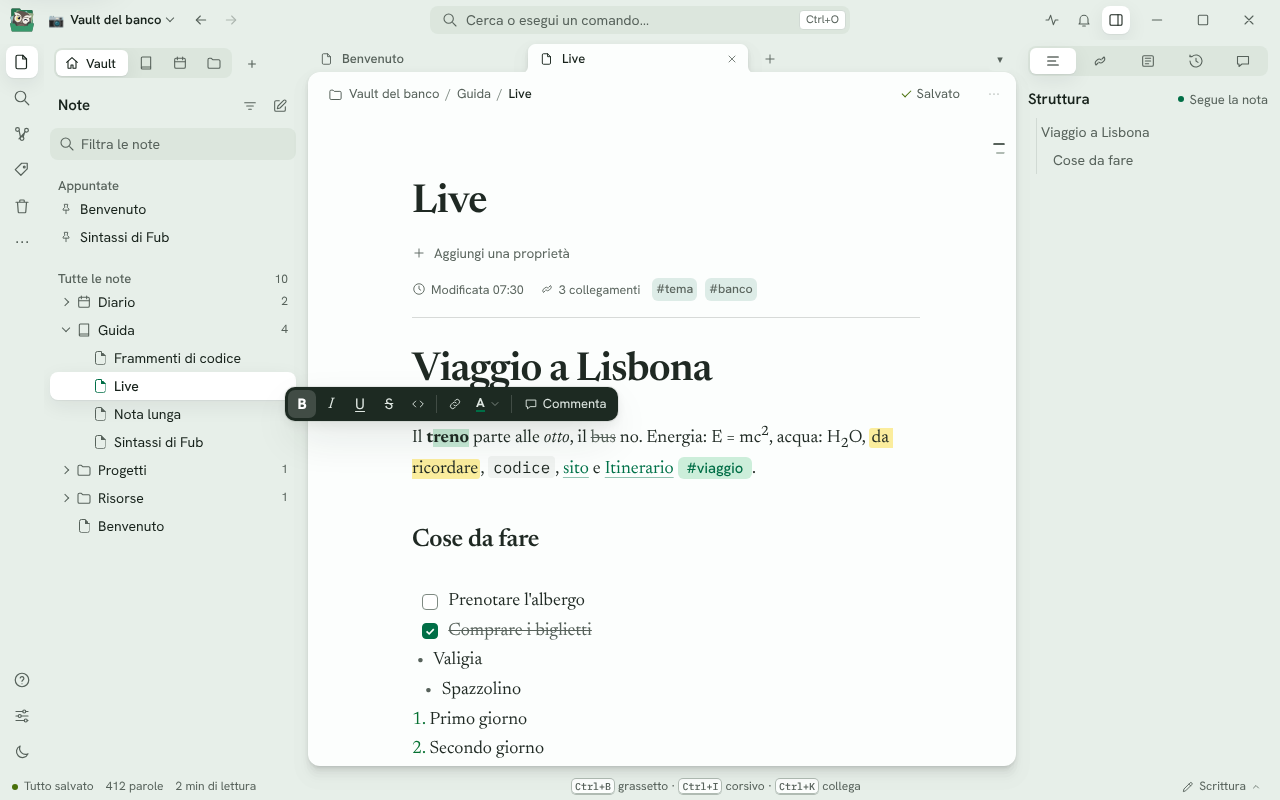 Vault del banco
Cerca o esegui un comando…
Ctrl+O
Vault
Benvenuto
Live
Note
Filtra le note
Appuntate
Benvenuto
Sintassi di Fub
Tutte le note 10
Diario 2
Guida 4
Frammenti di codice
Live
Nota lunga
Sintassi di Fub
Progetti 1
Risorse 1
Benvenuto
Vault del banco / Guida / Live
Salvato
Live
Aggiungi una proprietà
Modificata 07:30 3 collegamenti #tema #banco
Viaggio a Lisbona
B I U S A Commenta
Il treno parte alle otto, il bus no. Energia: E = mc², acqua: H₂O, da
ricordare, codice, sito e Itinerario #viaggio.
Cose da fare
Prenotare l'albergo
Comprare i biglietti
• Valigia
• Spazzolino
1. Primo giorno
2. Secondo giorno
Struttura
Segue la nota
Viaggio a Lisbona
Cose da fare
Tutto salvato 412 parole 2 min di lettura
Ctrl+B grassetto · Ctrl+I corsivo · Ctrl+K collega
Scrittura